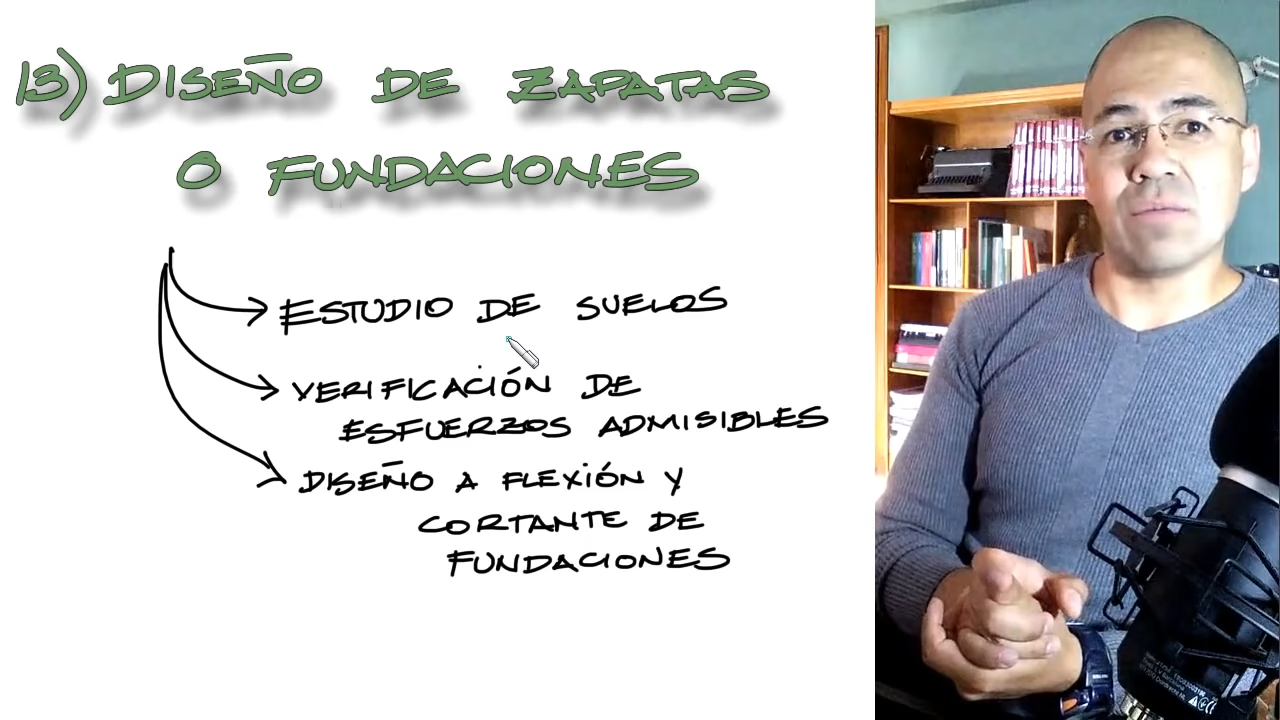 13) DISEÑO DE ZAPATAS
O FUNDACIONES
ESTUDIO DE SUELOS
VERIFICACIÓN DE
ESFUERZOS ADMISIBLES
DISEÑO A FLEXIÓN Y
CORTANTE DE
FUNDACIONES